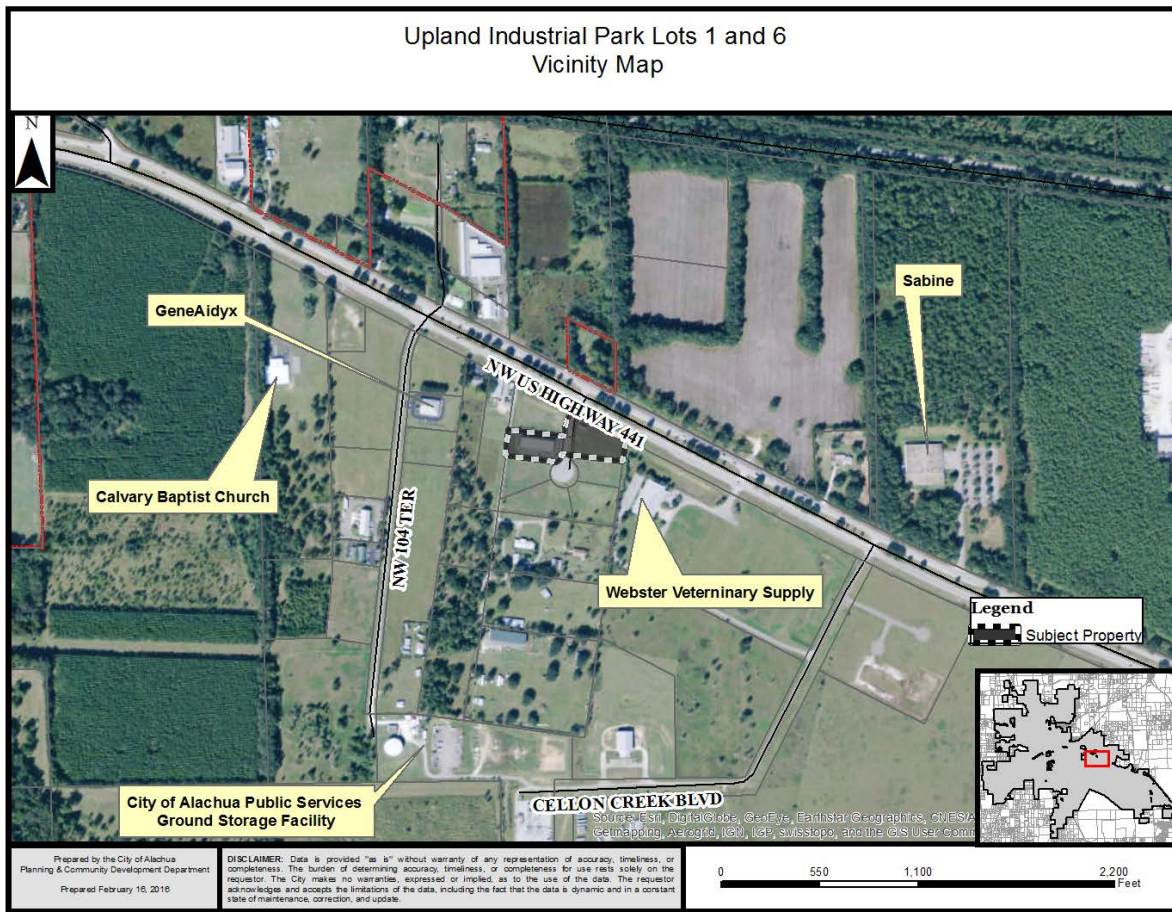 Upland Industrial Park Lots 1 and 6
Vicinity Map
N
Sabine
GeneAidyx
NW US HIGHWAY 441
Calvary Baptist Church
NW 104 TER
Webster Veterninary Supply
Legend
Subject Property
City of Alachua Public Services
Ground Storage Facility
CELLON CREEK BLVD
Source: Esri, DigitalGlobe, GeoEye, Earthstar Geographics, CNES/A
Getmapping, Aerogrid, IGN, IGP, swisstopo, and the GIS User Comm
Prepared by the City of Alachua
Planning & Community Development Department
Prepared February 16, 2016
DISCLAIMER: Data is provided "as is" without warranty of any representation of accuracy, timeliness, or
completeness. The burden of determining accuracy, timeliness, or completeness for use rests solely on the
requestor. The City makes no warranties, expressed or implied, as to the use of the data. The requestor
acknowledges and accepts the limitations of the data, including the fact that the data is dynamic and in a constant
state of maintenance, correction, and update.
0 550 1,100 2,200
Feet